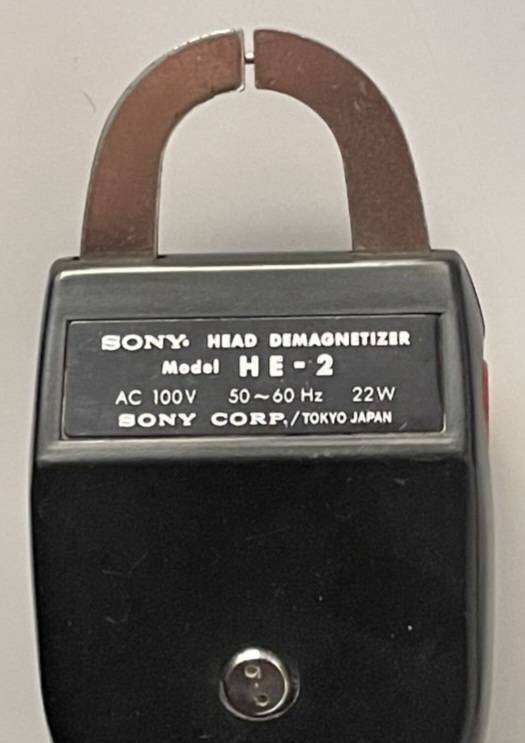 SONY. HEAD DEMAGNETIZER
Model HE-2
AC 100V 50~60 Hz 22W
SONY CORP./TOKYO JAPAN